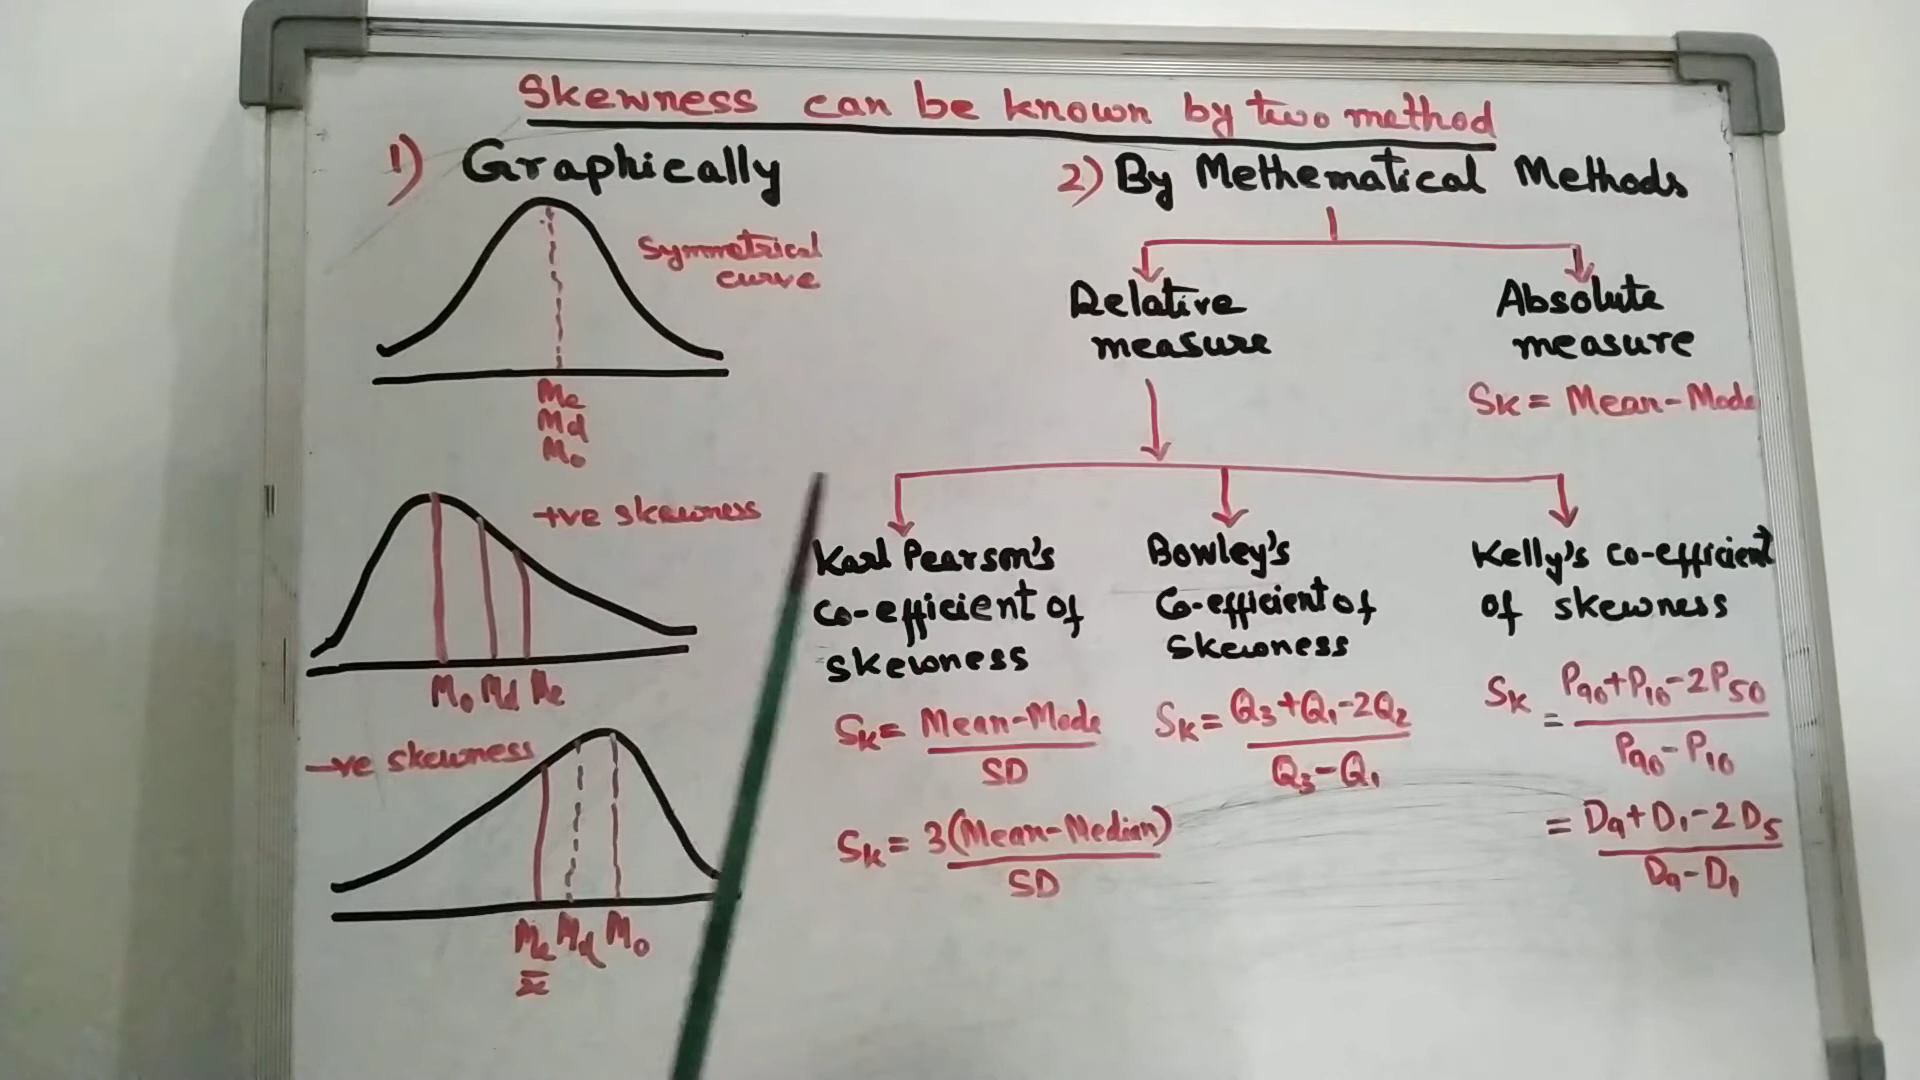 Skewness can be known by two method
1) Graphically
Symmetrical
curve
Me
Md
Mo
+ve skewness
Mo Md Me
-ve skewness
Me Md Mo
x̄
2) By Methematical Methods
Relative
measure
Absolute
measure
Sk = Mean-Mode
Karl Pearson's
co-efficient of
skewness
Sk = Mean-Mode
SD
Sk = 3(Mean-Median)
SD
Bowley's
Co-efficient of
Skewness
Sk = Q3+Q1-2Q2
Q3-Q1
Kelly's co-efficient
of skewness
Sk = P90+P10-2P50
P90-P10
= D9+D1-2D5
D9-D1